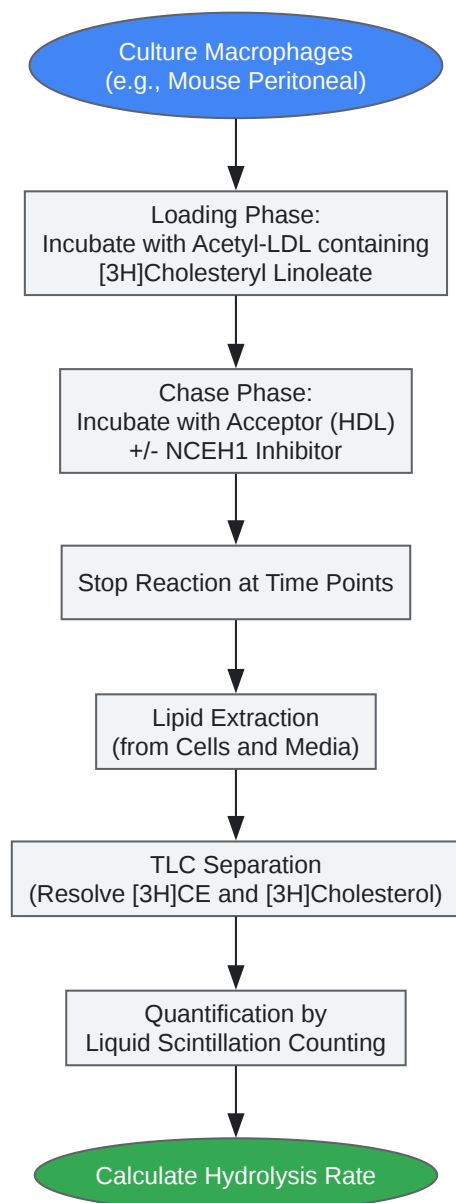 Culture Macrophages
(e.g., Mouse Peritoneal)
Loading Phase:
Incubate with Acetyl-LDL containing
[3H]Cholesteryl Linoleate
Chase Phase:
Incubate with Acceptor (HDL)
+/- NCEH1 Inhibitor
Stop Reaction at Time Points
Lipid Extraction
(from Cells and Media)
TLC Separation
(Resolve [3H]CE and [3H]Cholesterol)
Quantification by
Liquid Scintillation Counting
Calculate Hydrolysis Rate